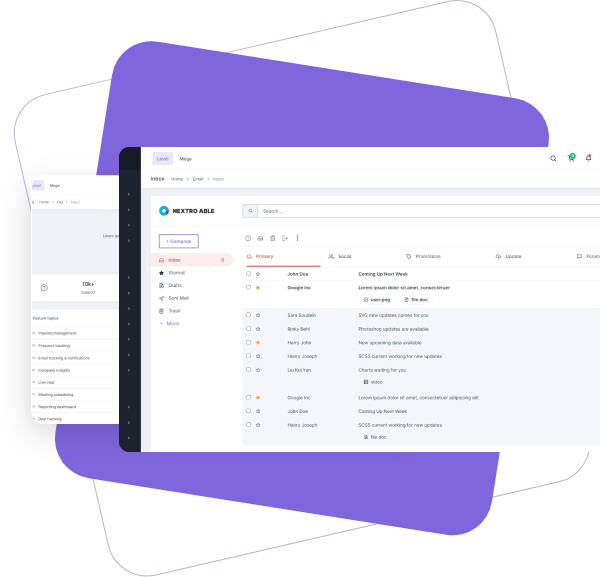 Level Mega
Inbox Home > Email > Inbox
NEXTRO ABLE
Search ...
+ Compose
Inbox 8
Starred
Drafts
Sent Mail
Trash
More
Primary Social Promotions Update Forum
John Doe Coming Up Next Week
Google Inc Lorem ipsum dolor sit amet, consectetuer
user.png file.doc
Sara Soudein SVG new updates comes for you
Rinky Behl Photoshop updates are available
Harry John New upcoming data available
Henry Joseph SCSS current working for new updates
Liu Koi Yan Charts waiting for you
video
Google Inc Lorem ipsum dolor sit amet, consectetuer adipiscing elit
John Doe Coming Up Next Week
Henry Joseph SCSS current working for new updates
file.doc
Level Mega
Home > Faq >
Lorem ip
10k+
Support
Feature topics
Pipeline management
Prospect tracking
Email tracking & notifications
Company insights
Live chat
Meeting scheduling
Reporting dashboard
Deal tracking